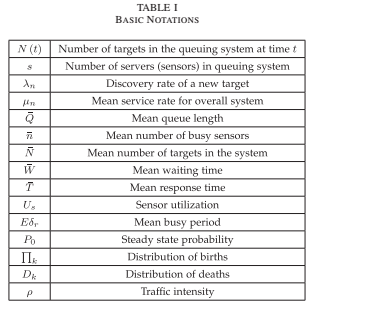 TABLE I
BASIC NOTATIONS
N (t) Number of targets in the queuing system at time t
s Number of servers (sensors) in queuing system
λn Discovery rate of a new target
μn Mean service rate for overall system
Q̄ Mean queue length
n̄ Mean number of busy sensors
N̄ Mean number of targets in the system
W̄ Mean waiting time
T̄ Mean response time
Us Sensor utilization
Eδr Mean busy period
P0 Steady state probability
∏k Distribution of births
Dk Distribution of deaths
ρ Traffic intensity